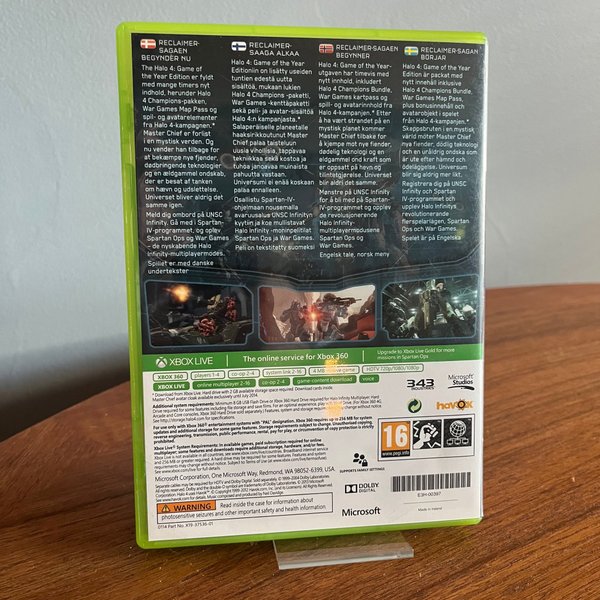 RECLAIMER-
SAGAEN
BEGYNDER NU
The Halo 4: Game of
the Year Edition er fyldt
med mange timers nyt
indhold, herunder Halo
4 Champions-pakken,
War Games Map Pass og
spil- og avatarelementer
fra Halo 4-kampagnen.*
Master Chief er forlist
i en mystisk verden. Og
nu vender han tilbage for
at bekæmpe nye fjender,
dødbringende teknologier
og en ældgammel ondskab,
der er besat af tanken
om hævn og udslettelse.
Universet bliver aldrig det
samme igen.
Meld dig ombord på UNSC
Infinity. Gå med i Spartan-
IV-programmet, og oplev
Spartan Ops og War Games
- de nyskabende Halo
Infinity-multiplayermodes.
Spillet er med danske
undertekster
RECLAIMER-
SAAGA ALKAA
Halo 4: Game of the Year
Editioniin on lisätty useiden
tuntien edestä uutta
sisältöä, mukaan lukien
Halo 4 Champions -paketti,
War Games -kenttäpaketti
sekä peli- ja avatar-sisältöä
Halo 4:n kampanjasta.*
Salaperäiselle planeetalle
haaksirikkoutunut Master
Chief palaa taisteluun
uusia vihollisia, tappavaa
tekniikkaa sekä kostoa ja
tuhoa janoavaa muinaista
pahuutta vastaan.
Universumi ei enää koskaan
palaa ennalleen.
Osallistu Spartan-IV-
ohjelmaan nousemalla
avaruusalus UNSC Infinityn
kyytiin ja koe mullistavat
Halo Infinity -moninpelitilat
Spartan Ops ja War Games.
Peli on tekstitetty suomeksi
RECLAIMER-SAGAEN
BEGYNNER
Halo 4: Game of the Year-
utgaven har timevis med
nytt innhold, inkludert
Halo 4 Champions Bundle,
War Games kartpass og
spill- og avatarinnhold fra
Halo 4-kampanjen.* Etter
å ha vært strandet på en
mystisk planet kommer
Master Chief tilbake for
å kjempe mot nye fiender,
dødelig teknologi og en
eldgammel ond kraft som
er oppsatt på hevn og
tilintetgjørelse. Universet
blir aldri det samme.
Mønstre på UNSC Infinity
for å bli med på Spartan-
IV-programmet og oppleve
de revolusjonerende
Halo Infinity-
multiplayermodusene
Spartan Ops og
War Games.
Engelsk tale, norsk meny
RECLAIMER-SAGAN
BÖRJAR
Halo 4: Game of the Year
Edition är packat med
nytt innehåll inklusive
Halo 4 Champions Bundle,
War Games Map Pass,
plus bonusinnehåll och
avatarobjekt i spelet
från Halo 4-kampanjen.*
Skeppsbruten i en mystisk
värld möter Master Chief
nya fiender, dödlig teknologi
och en uråldrig ondska som
är ute efter hämnd och
ödeläggelse. Universum
blir sig aldrig mer likt.
Registrera dig på UNSC
Infinity och gå med i
Spartan IV-programmet
och upplev Halo Infinitys
revolutionerande
flerspelarlägen, Spartan
Ops och War Games.
Spelet är på Engelska
XBOX LIVE
The online service for Xbox 360
Upgrade to Xbox Live Gold for more
missions in Spartan Ops
XBOX 360 players 1-4 co-op 2-4 system link 2-16 HDTV 720p/1080i/1080p
XBOX LIVE online multiplayer 2-16 co-op 2-4 game-content download voice
343
INDUSTRIES
Microsoft
Studios
havok
16
www.pegi.info
SUPPORTS FAMILY SETTINGS
Microsoft Corporation, One Microsoft Way, Redmond, WA 98052-6399, USA.
DOLBY
DIGITAL
WARNING Read inside for important information about
photosensitive seizures and other important safety and health information.
0114 Part No. X19-37536-01
Microsoft
E3H-00397
Made in Ireland